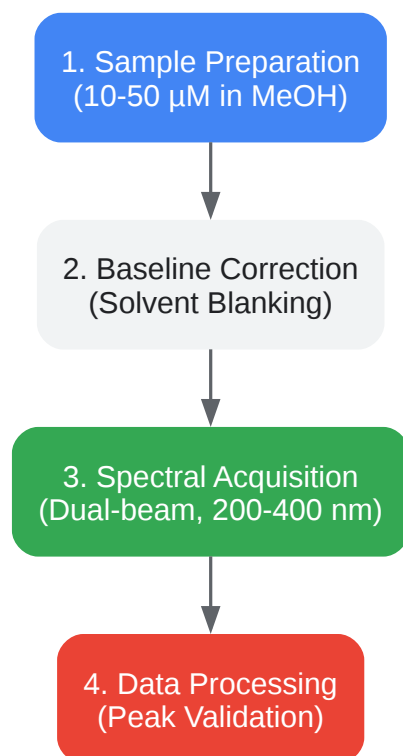 1. Sample Preparation
(10-50 µM in MeOH)
2. Baseline Correction
(Solvent Blanking)
3. Spectral Acquisition
(Dual-beam, 200-400 nm)
4. Data Processing
(Peak Validation)